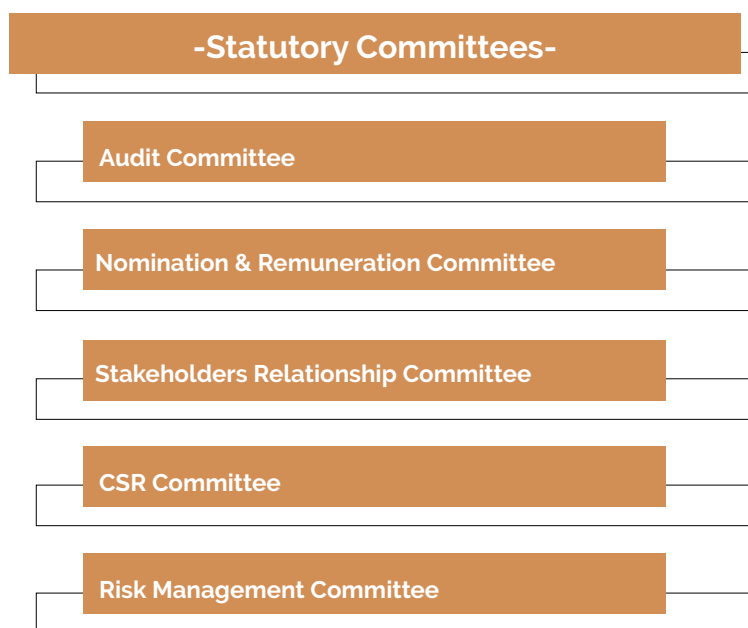 -Statutory Committees-
Audit Committee
Nomination & Remuneration Committee
Stakeholders Relationship Committee
CSR Committee
Risk Management Committee